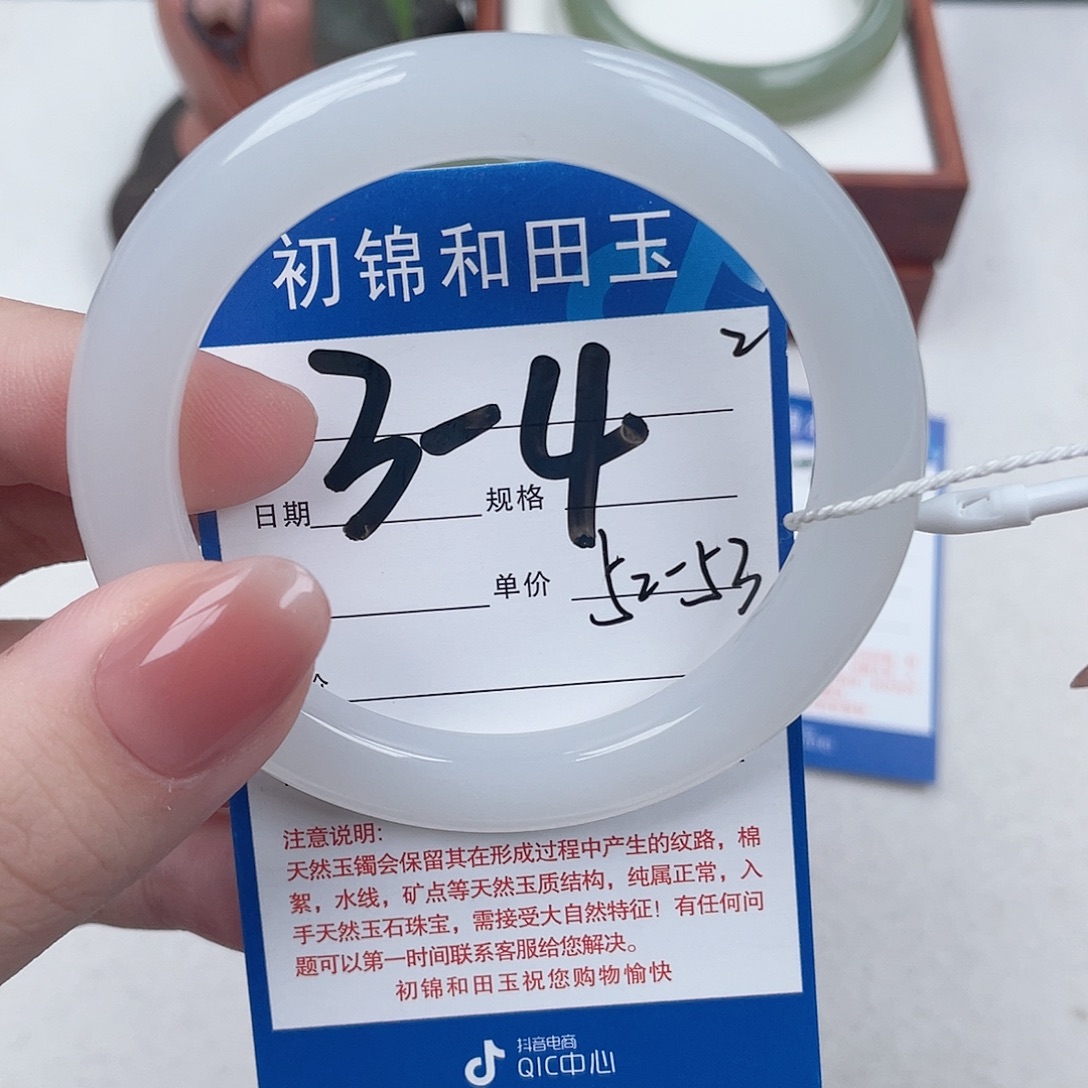 初锦和田玉
2
3-4
日期 规格
单价 52-53
注意说明:
天然玉镯会保留其在形成过程中产生的纹路，棉
絮，水线，矿点等天然玉质结构，纯属正常，入
手天然玉石珠宝，需接受大自然特征！有任何问
题可以第一时间联系客服给您解决。
初锦和田玉祝您购物愉快
抖音电商
QIC中心